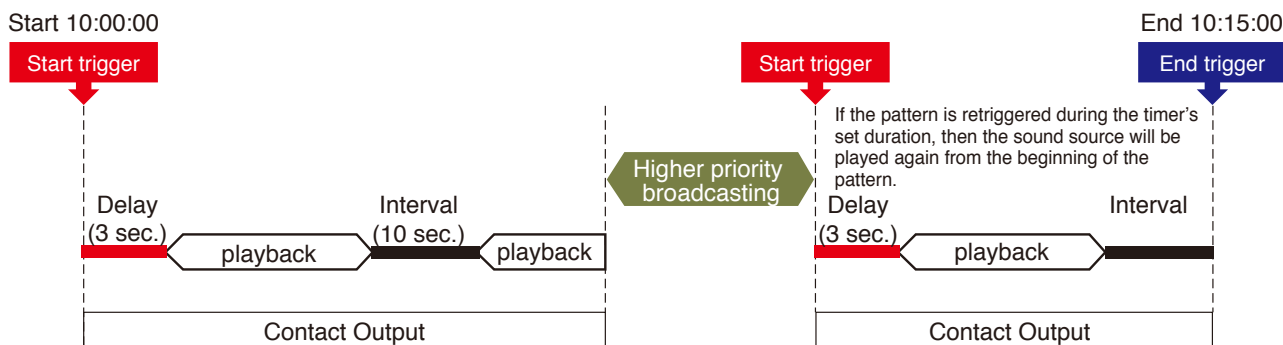 Start 10:00:00
End 10:15:00
Start trigger
Start trigger
End trigger
If the pattern is retriggered during the timer's
set duration, then the sound source will be
played again from the beginning of the
pattern.
Higher priority
broadcasting
Delay
(3 sec.)
Interval
(10 sec.)
Delay
(3 sec.)
Interval
playback
playback
playback
Contact Output
Contact Output